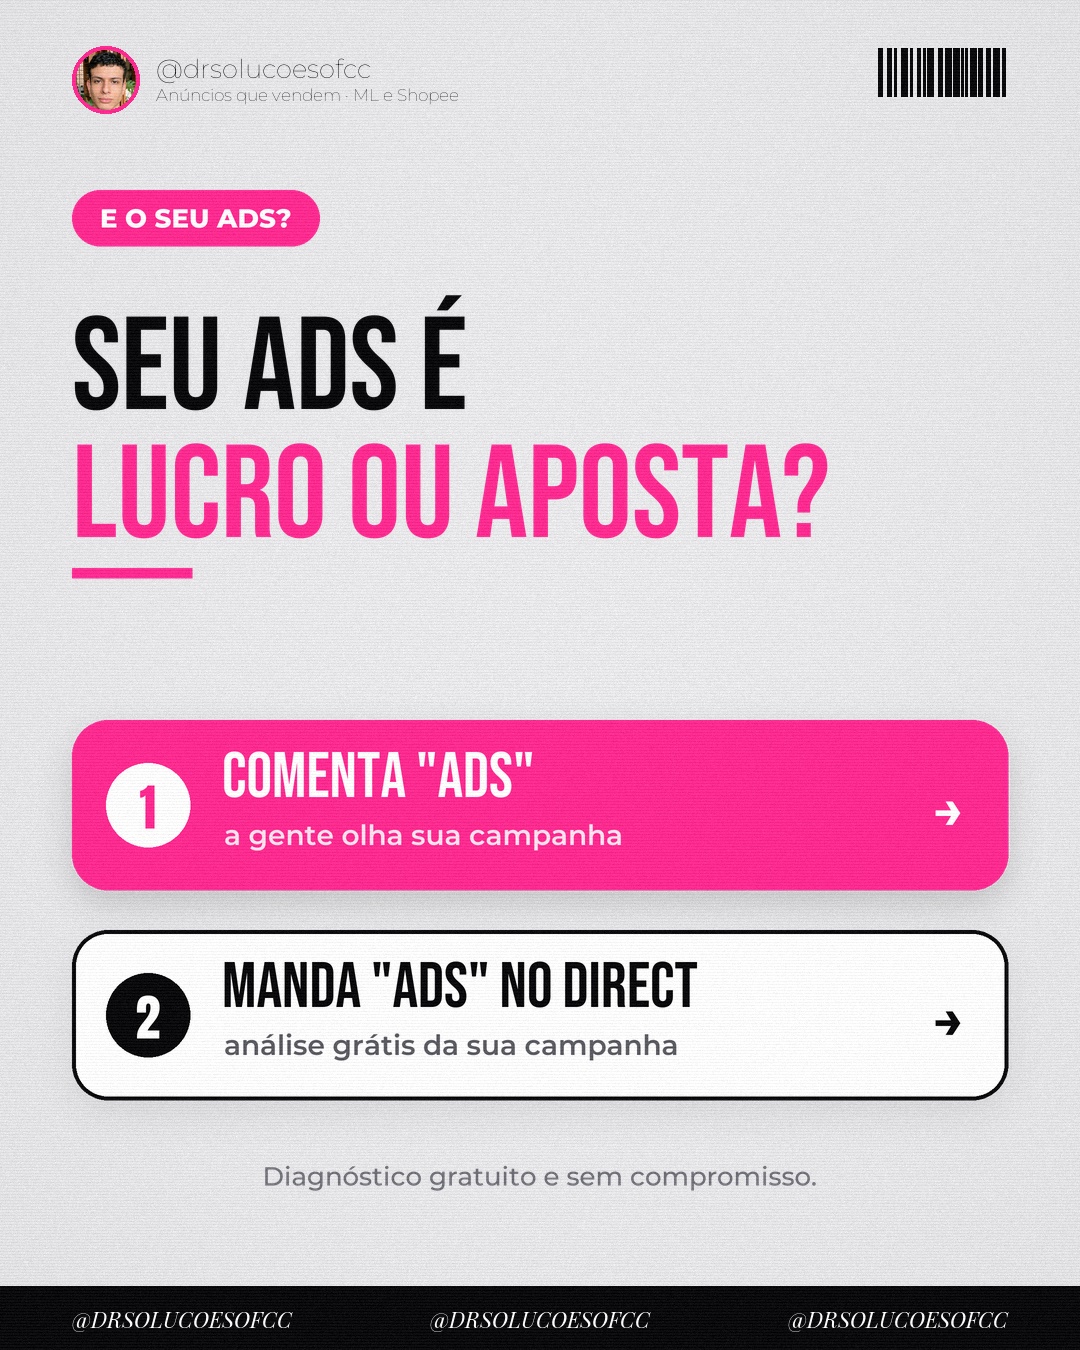 @drsolucoesofcc
Anúncios que vendem · ML e Shopee
E O SEU ADS?
SEU ADS É
LUCRO OU APOSTA?
1
COMENTA "ADS"
a gente olha sua campanha
→
2
MANDA "ADS" NO DIRECT
análise grátis da sua campanha
→
Diagnóstico gratuito e sem compromisso.
@DRSOLUCOESOFCC @DRSOLUCOESOFCC @DRSOLUCOESOFCC